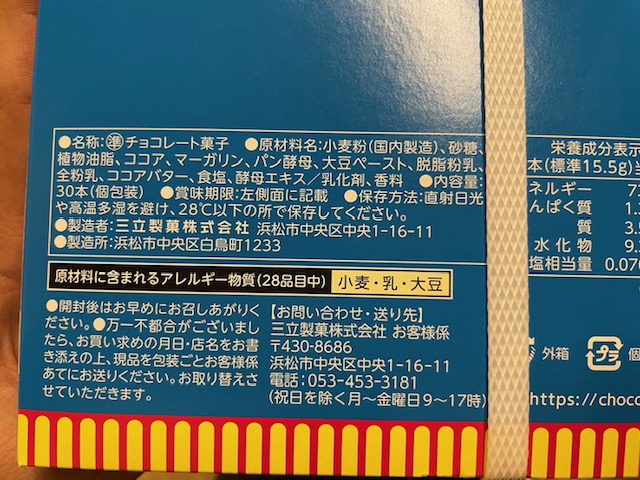 ●名称:準チョコレート菓子 ●原材料名:小麦粉(国内製造)、砂糖、
植物油脂、ココア、マーガリン、パン酵母、大豆ペースト、脱脂粉乳、
全粉乳、ココアバター、食塩、酵母エキス/乳化剤、香料 ●内容量:
30本(個包装) ●賞味期限:左側面に記載 ●保存方法:直射日光
や高温多湿を避け、28℃以下の所で保存してください。
●製造者:三立製菓株式会社 浜松市中央区中央1-16-11
●製造所:浜松市中央区白鳥町1233
原材料に含まれるアレルギー物質(28品目中) 小麦・乳・大豆
●開封後はお早めにお召しあがりく
ださい。●万一不都合がございまし
たら、お買い求めの月日・店名をお書
き添えの上、現品を包装ごとお客様係
あてにお送りください。お取り替えさ
せていただきます。
【お問い合わせ・送り先】
三立製菓株式会社 お客様係
〒430-8686
浜松市中央区中央1-16-11
電話:053-453-3181
(祝日を除く月〜金曜日9〜17時)
栄養成分表示
本(標準15.5g)当
ネルギー 7
んぱく質 1.
質 3.5
水化物 9.
塩相当量 0.070
外箱 プラ 個
https://choco